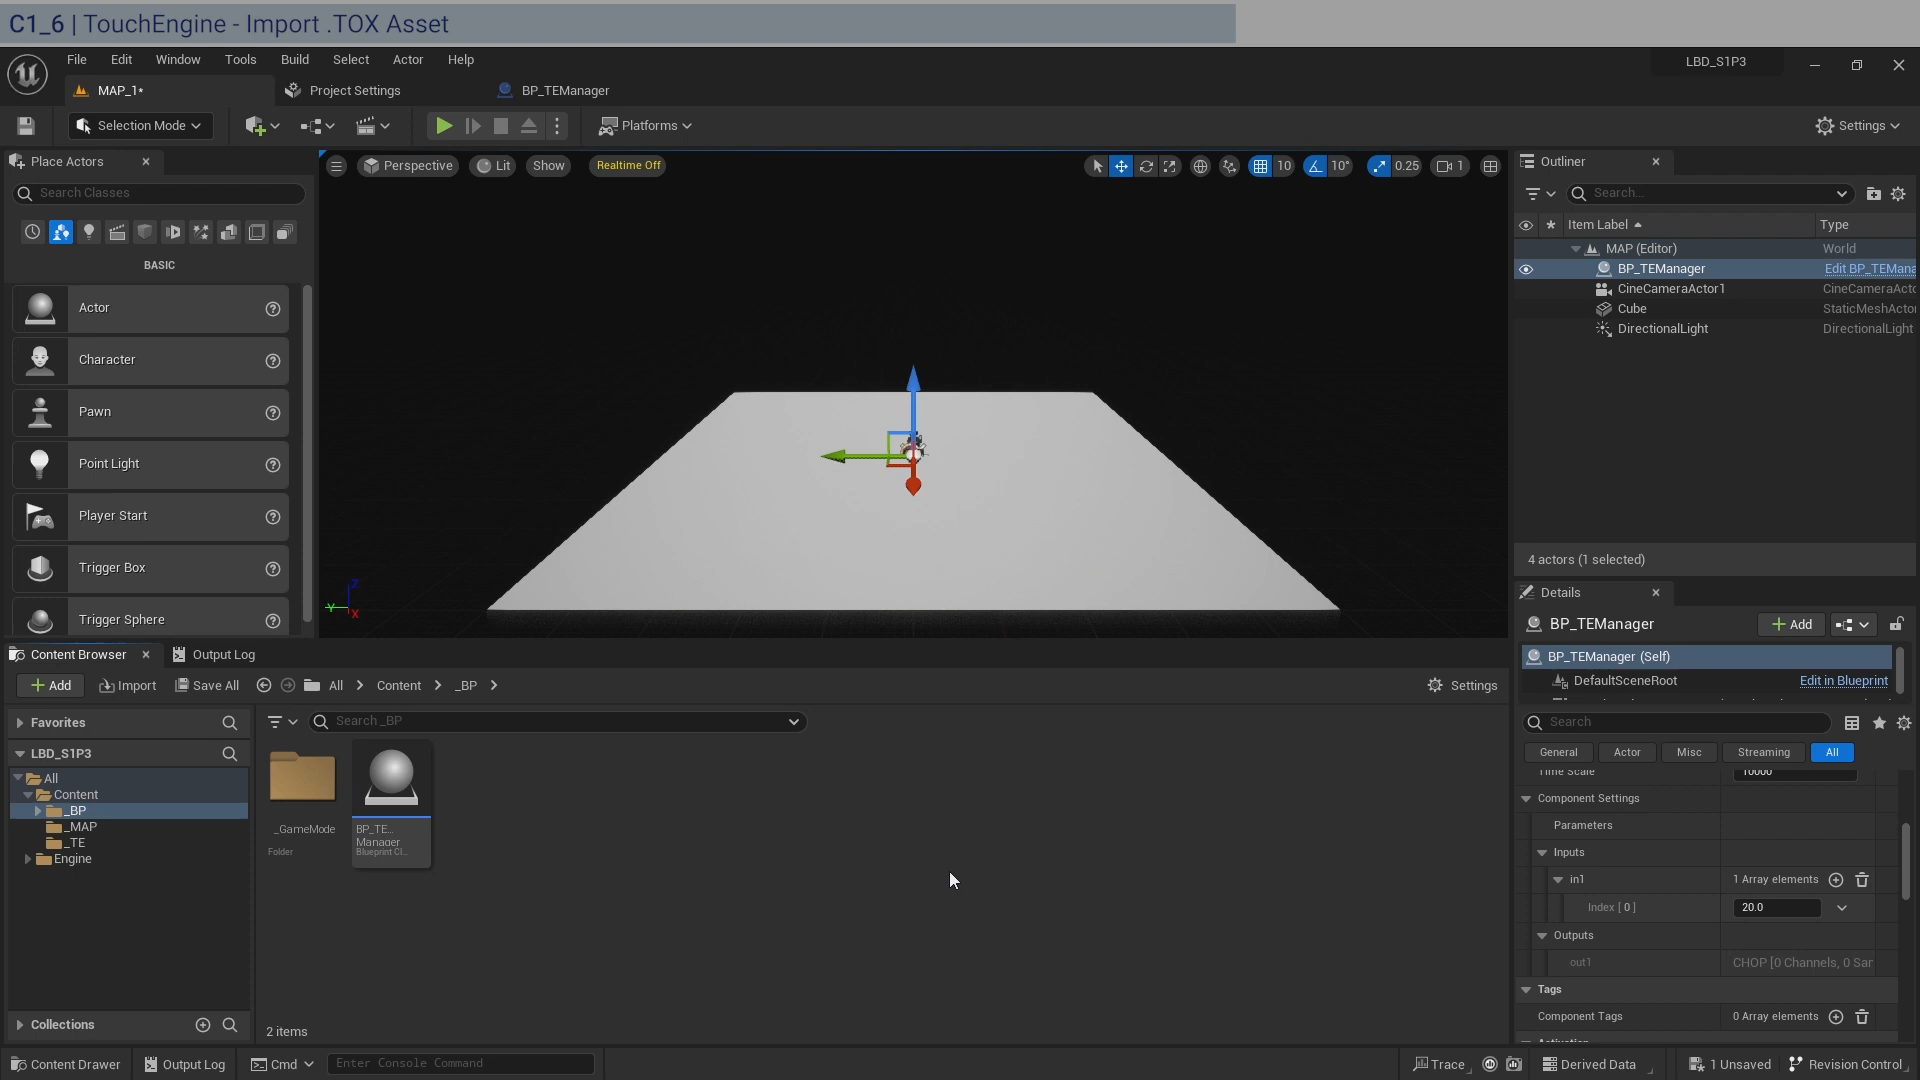 C1_6 | TouchEngine - Import .TOX Asset
File Edit Window Tools Build Select Actor Help
LBD_S1P3
MAP_1*
Project Settings
BP_TEManager
Selection Mode
Platforms
Settings
Place Actors
Search Classes
BASIC
Actor
Character
Pawn
Point Light
Player Start
Trigger Box
Trigger Sphere
Perspective
Lit
Show
Realtime Off
10
10°
0.25
1
Z
Y
X
Outliner
Search...
Item Label
Type
MAP (Editor) World
BP_TEManager Edit BP_TEMana
CineCameraActor1 CineCameraActo
Cube StaticMeshActo
DirectionalLight DirectionalLight
4 actors (1 selected)
Details
BP_TEManager
Add
BP_TEManager (Self)
DefaultSceneRoot Edit in Blueprint
Search
General Actor Misc Streaming All
Time Scale 10000
Component Settings
Parameters
Inputs
in1 1 Array elements
Index [ 0 ] 20.0
Outputs
out1 CHOP [0 Channels, 0 Sar
Tags
Component Tags 0 Array elements
Content Browser
Output Log
Add Import Save All All Content _BP
Settings
Favorites
LBD_S1P3
All
Content
_BP
_MAP
_TE
Engine
Collections
Search _BP
_GameMode
Folder
BP_TE...
Manager
Blueprint Cl...
2 items
Content Drawer
Output Log
Cmd
Enter Console Command
Trace
Derived Data
1 Unsaved
Revision Control